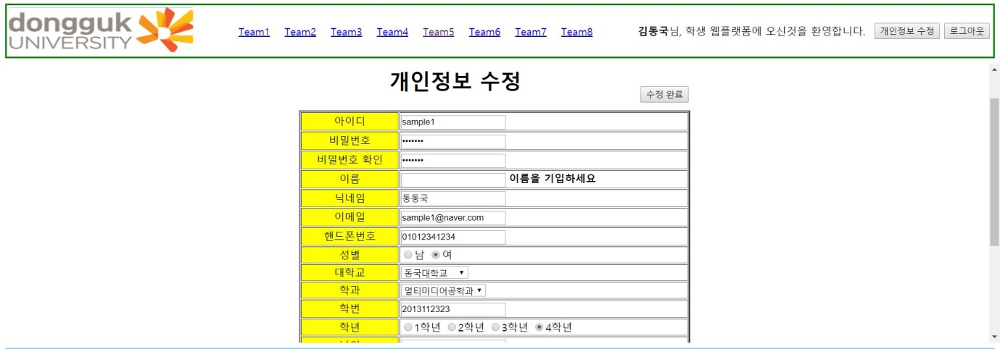 dongguk
UNIVERSITY
Team1 Team2 Team3 Team4 Team5 Team6 Team7 Team8 김동국님, 학생 웹플랫폼에 오신것을 환영합니다. 개인정보 수정 로그아웃
개인정보 수정
수정 완료
아이디 sample1
비밀번호 •••••••
비밀번호 확인 •••••••
이름 이름을 기입하세요
닉네임 동동국
이메일 sample1@naver.com
핸드폰번호 01012341234
성별 남 여
대학교 동국대학교
학과 멀티미디어공학과
학번 2013112323
학년 1학년 2학년 3학년 4학년